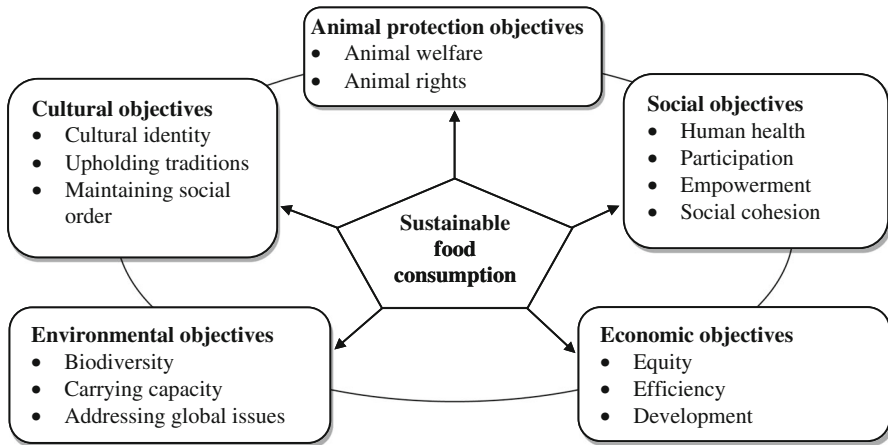 Animal protection objectives
• Animal welfare
• Animal rights
Cultural objectives
• Cultural identity
• Upholding traditions
• Maintaining social
order
Social objectives
• Human health
• Participation
• Empowerment
• Social cohesion
Sustainable
food
consumption
Environmental objectives
• Biodiversity
• Carrying capacity
• Addressing global issues
Economic objectives
• Equity
• Efficiency
• Development